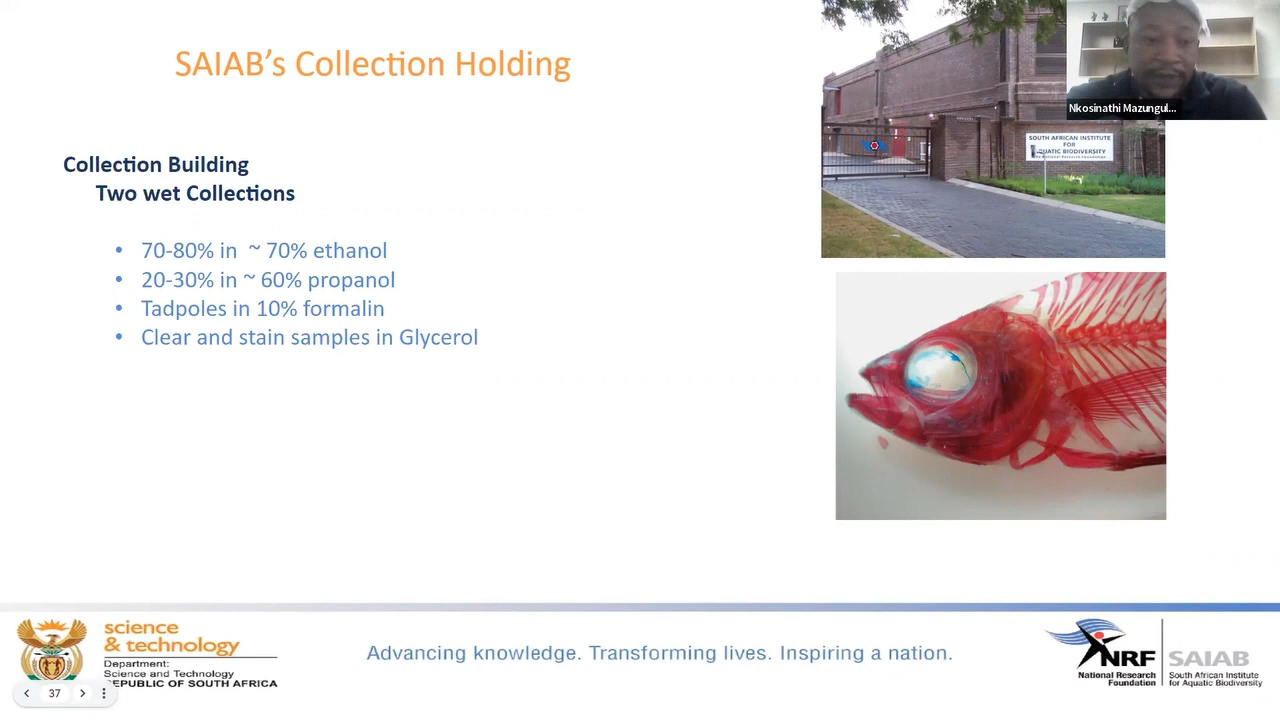 SAIAB's Collection Holding
Nkosinathi Mazungul...
SOUTH AFRICAN INSTITUTE
FOR
AQUATIC BIODIVERSITY
Collection Building
Two wet Collections
• 70-80% in ~ 70% ethanol
• 20-30% in ~ 60% propanol
• Tadpoles in 10% formalin
• Clear and stain samples in Glycerol
science
& technology
Department:
Science and Technology
REPUBLIC OF SOUTH AFRICA
37
Advancing knowledge. Transforming lives. Inspiring a nation.
NRF
National Research
Foundation
SAIAB
South African Institute
for Aquatic Biodiversity